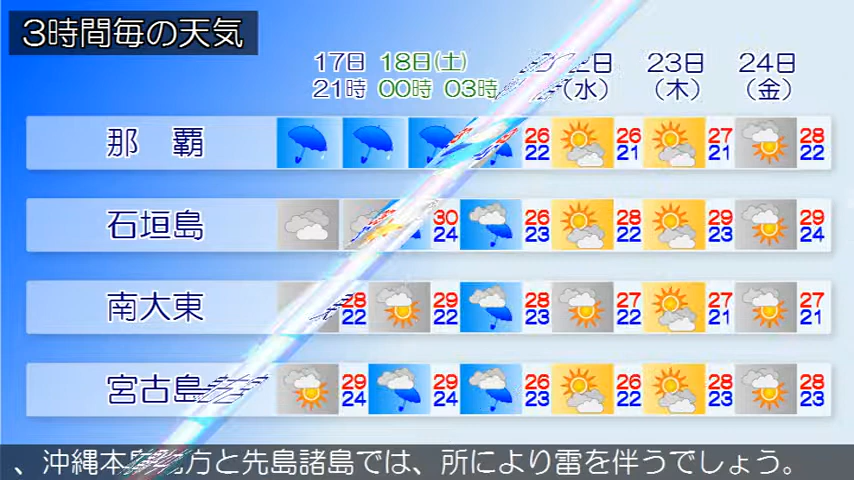 3時間毎の天気
17日 18日(土) 2日 23日 24日
21時 00時 03時 (水) (木) (金)
那覇 26 22 26 21 27 21 28 22
石垣島 30 24 26 23 28 22 29 23 29 24
南大東 28 22 29 22 28 23 27 22 27 21 27 21
宮古島 29 24 29 24 26 23 26 22 28 23 28 23
、沖縄本島地方と先島諸島では、所により雷を伴うでしょう。